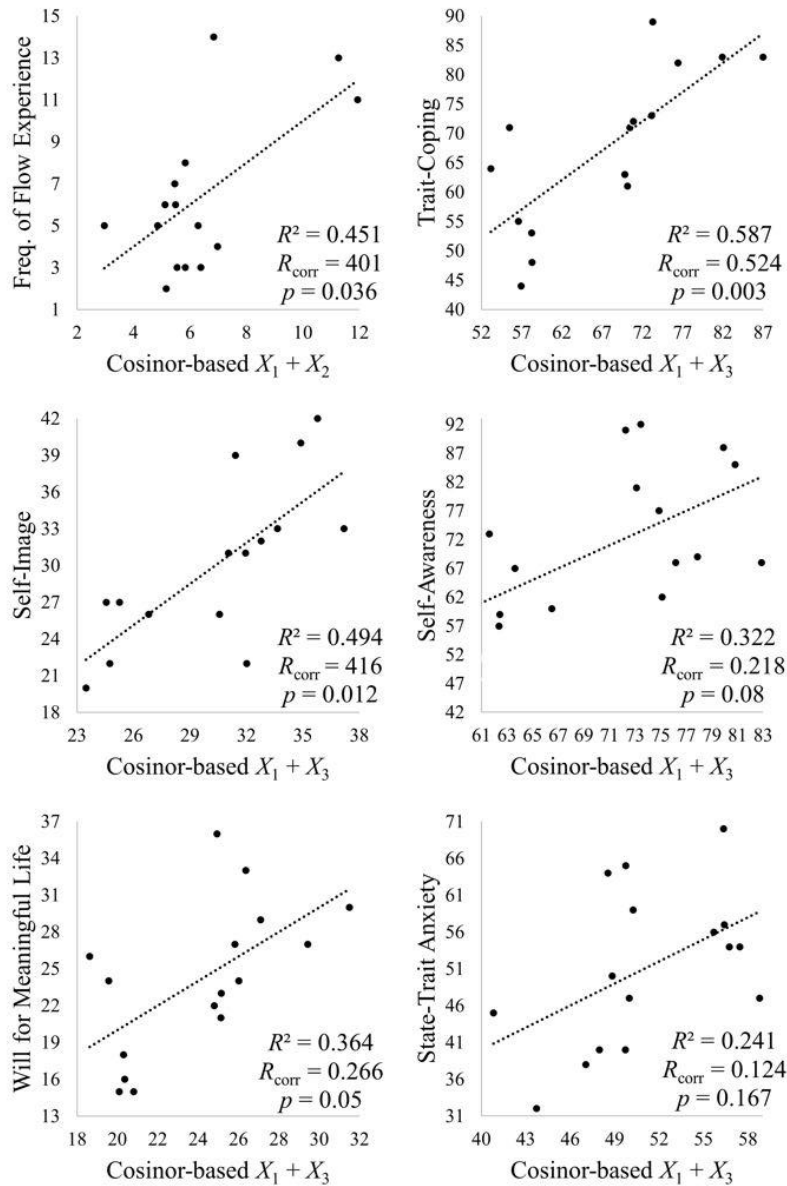 Freq. of Flow Experience
15
13
11
9
7
5
3
1
R² = 0.451
R_corr = 401
p = 0.036
2 4 6 8 10 12
Cosinor-based X₁ + X₂
Trait-Coping
90
85
80
75
70
65
60
55
50
45
40
R² = 0.587
R_corr = 0.524
p = 0.003
52 57 62 67 72 77 82 87
Cosinor-based X₁ + X₃
Self-Image
42
39
36
33
30
27
24
21
18
R² = 0.494
R_corr = 416
p = 0.012
23 26 29 32 35 38
Cosinor-based X₁ + X₃
Self-Awareness
92
87
82
77
72
67
62
57
52
47
42
R² = 0.322
R_corr = 0.218
p = 0.08
61 63 65 67 69 71 73 75 77 79 81 83
Cosinor-based X₁ + X₃
Will for Meaningful Life
37
34
31
28
25
22
19
16
13
R² = 0.364
R_corr = 0.266
p = 0.05
18 20 22 24 26 28 30 32
Cosinor-based X₁ + X₃
State-Trait Anxiety
71
66
61
56
51
46
41
36
31
R² = 0.241
R_corr = 0.124
p = 0.167
40 43 46 49 52 55 58
Cosinor-based X₁ + X₃